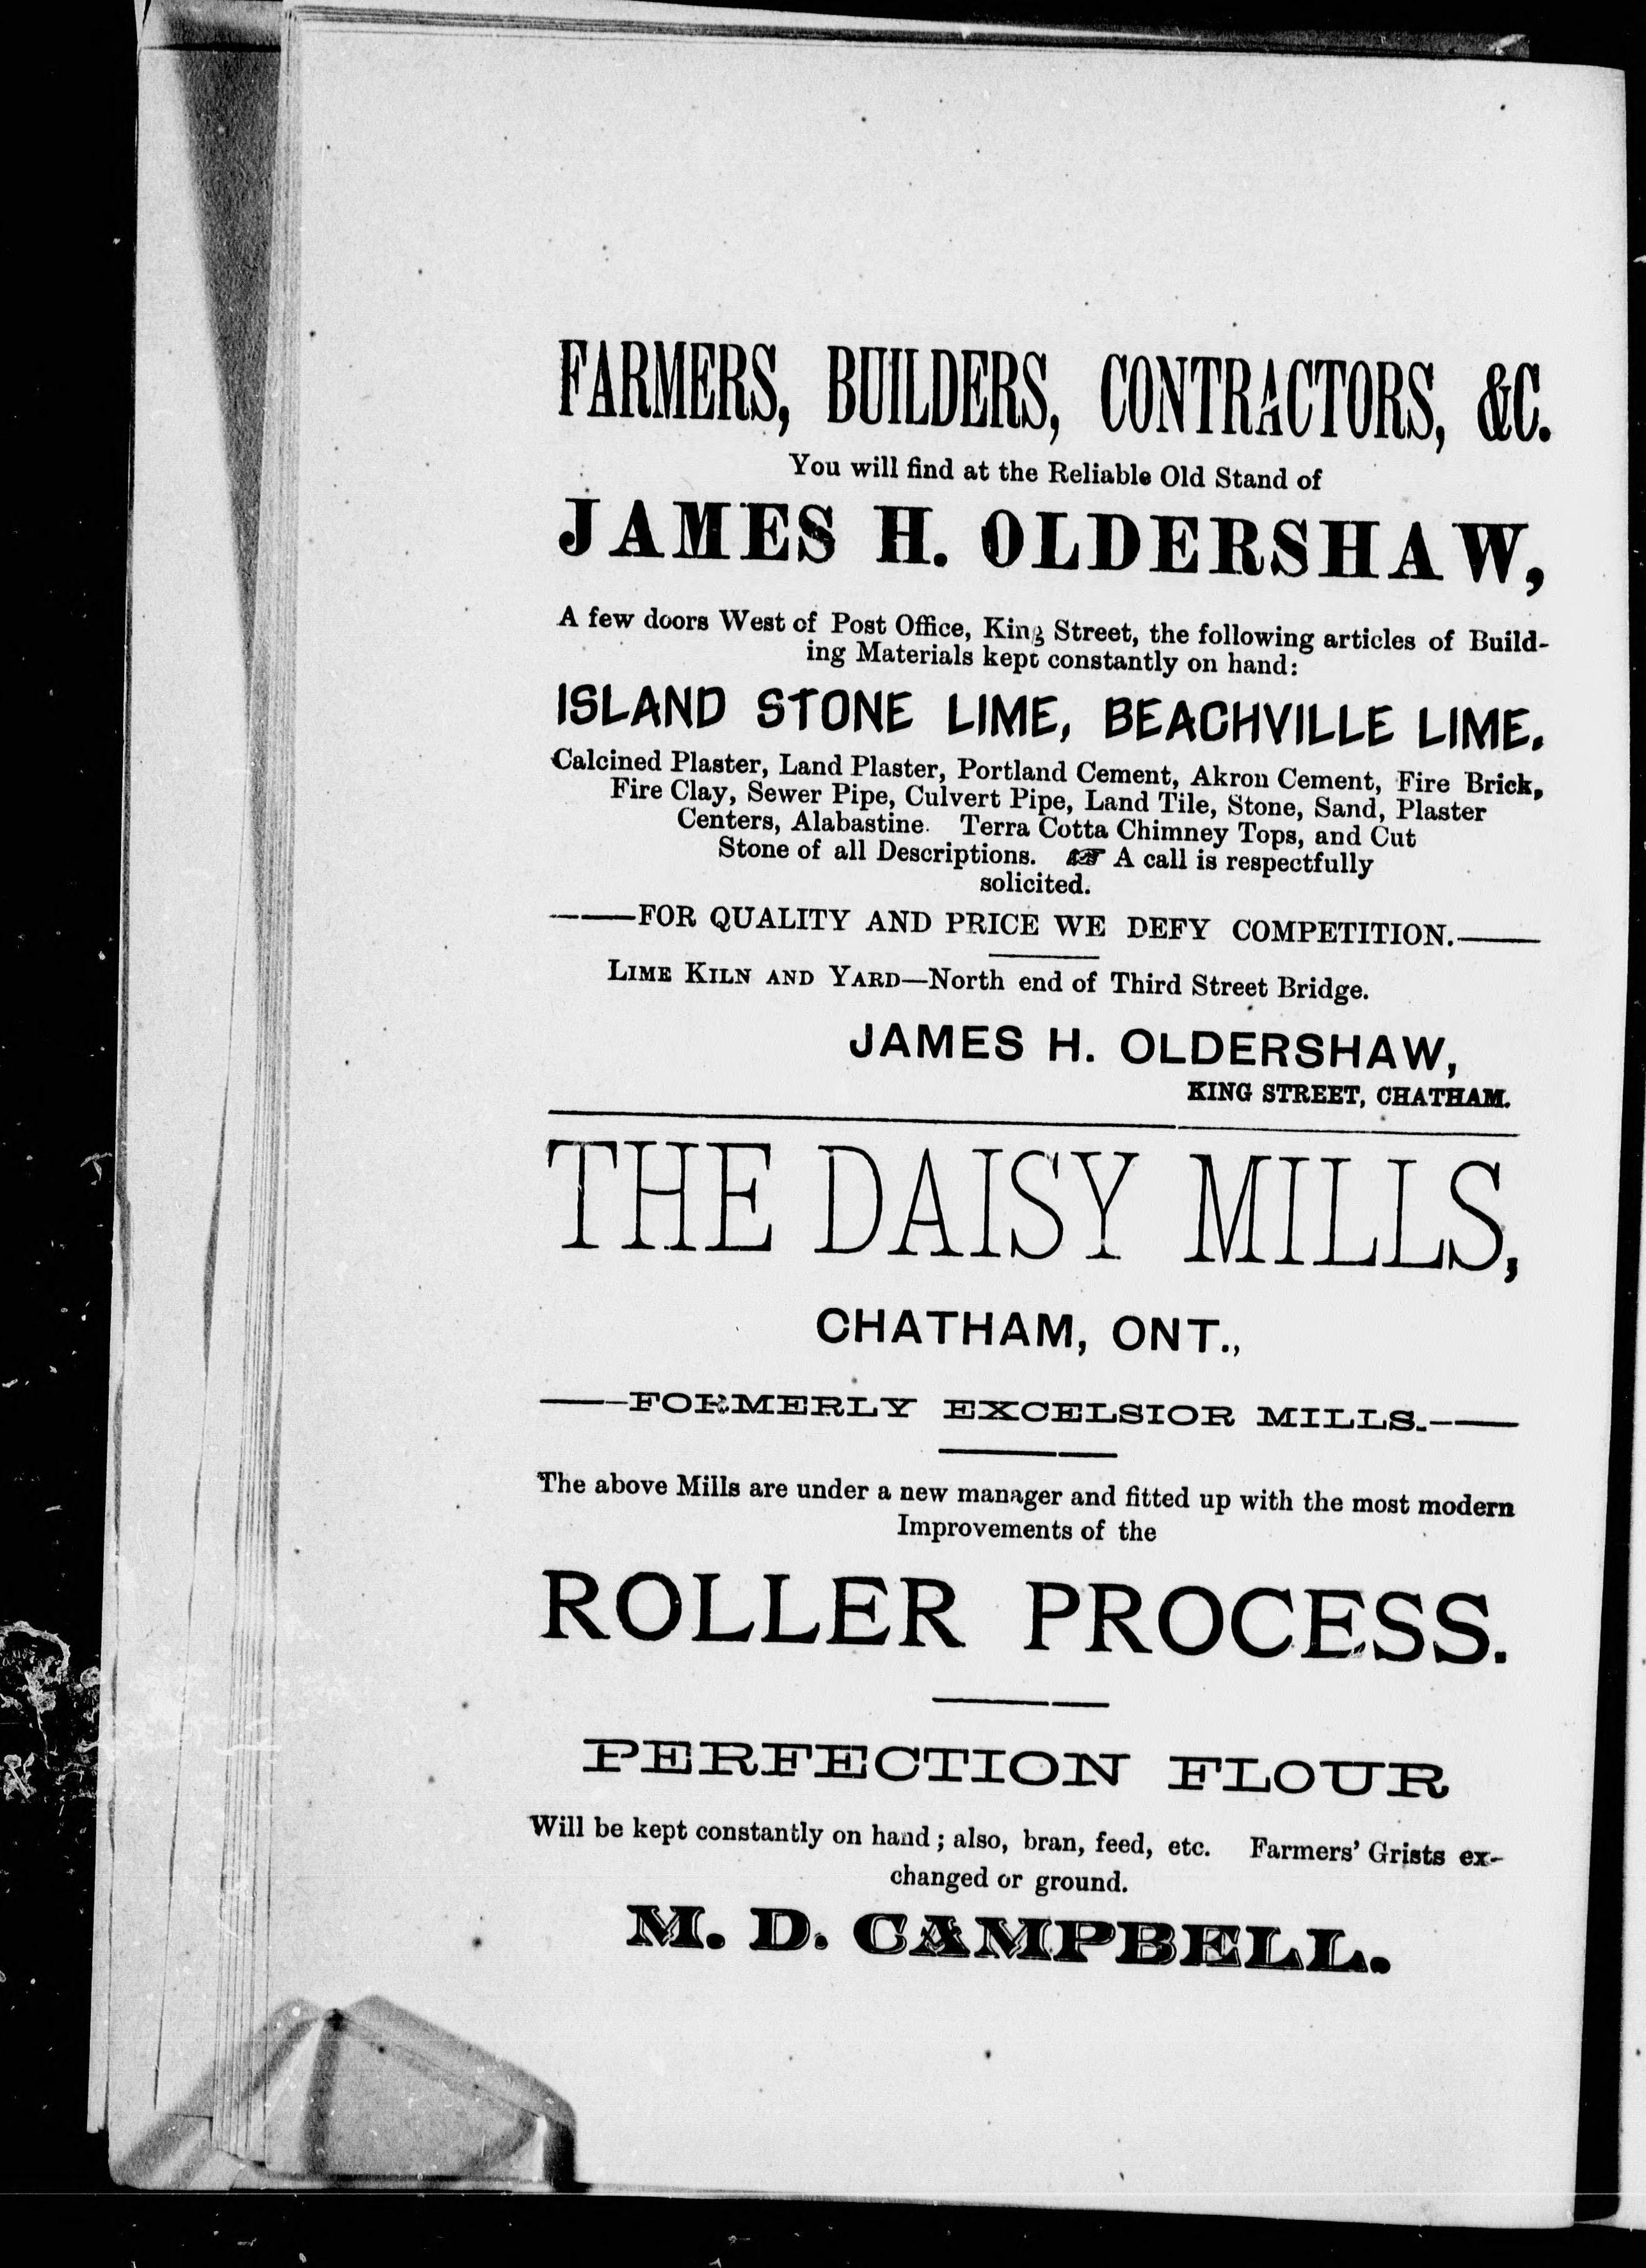 FARMERS, BUILDERS, CONTRACTORS, &C.
You will find at the Reliable Old Stand of
JAMES H. OLDERSHAW,
A few doors West of Post Office, King Street, the following articles of Build-
ing Materials kept constantly on hand:
ISLAND STONE LIME, BEACHVILLE LIME.
Calcined Plaster, Land Plaster, Portland Cement, Akron Cement, Fire Brick,
Fire Clay, Sewer Pipe, Culvert Pipe, Land Tile, Stone, Sand, Plaster
Centers, Alabastine. Terra Cotta Chimney Tops, and Cut
Stone of all Descriptions. ☞ A call is respectfully
solicited.
——FOR QUALITY AND PRICE WE DEFY COMPETITION.——
LIME KILN AND YARD—North end of Third Street Bridge.
JAMES H. OLDERSHAW,
KING STREET, CHATHAM.
THE DAISY MILLS,
CHATHAM, ONT.,
——FORMERLY EXCELSIOR MILLS.——
The above Mills are under a new manager and fitted up with the most modern
Improvements of the
ROLLER PROCESS.
PERFECTION FLOUR
Will be kept constantly on hand; also, bran, feed, etc. Farmers' Grists ex-
changed or ground.
M. D. CAMPBELL.